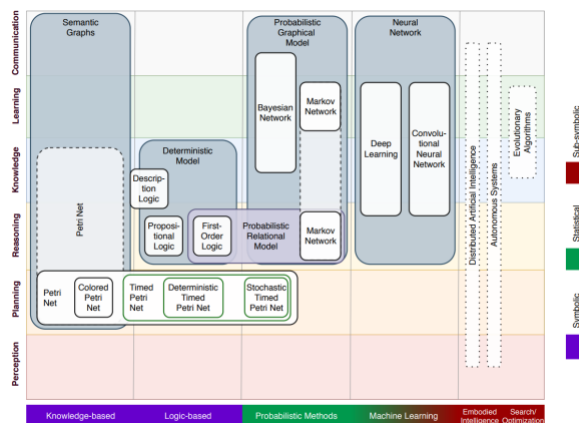 Communication
Learning
Knowledge
Reasoning
Planning
Perception
Semantic
Graphs
Probabilistic
Graphical
Model
Neural
Network
Bayesian
Network
Markov
Network
Deep
Learning
Convolu-
tional
Neural
Network
Distributed Artificial Intelligence
Autonomous Systems
Evolutionary
Algorithms
Deterministic
Model
Petri Net
Descrip-
tion
Logic
Proposi-
tional
Logic
First-
Order
Logic
Probabilistic
Relational
Model
Markov
Network
Petri
Net
Colored
Petri
Net
Timed
Petri
Net
Deterministic
Timed
Petri Net
Stochastic
Timed
Petri Net
Knowledge-based
Logic-based
Probabilistic Methods
Machine Learning
Embodied
Intelligence
Search/
Optimization
Sub-symbolic
Statistical
Symbolic